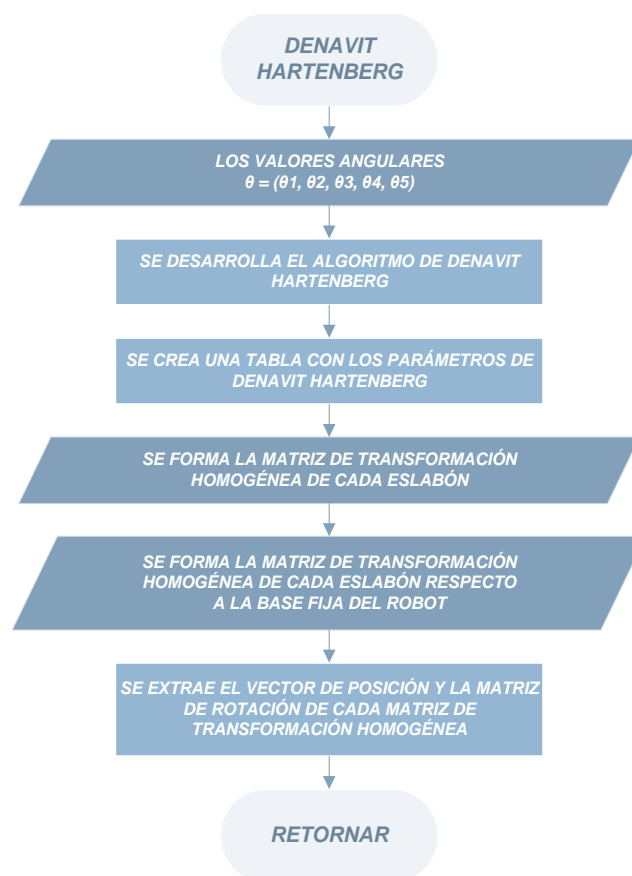 DENAVIT
HARTENBERG
LOS VALORES ANGULARES
θ = (θ1, θ2, θ3, θ4, θ5)
SE DESARROLLA EL ALGORITMO DE DENAVIT
HARTENBERG
SE CREA UNA TABLA CON LOS PARÁMETROS DE
DENAVIT HARTENBERG
SE FORMA LA MATRIZ DE TRANSFORMACIÓN
HOMOGÉNEA DE CADA ESLABÓN
SE FORMA LA MATRIZ DE TRANSFORMACIÓN
HOMOGÉNEA DE CADA ESLABÓN RESPECTO
A LA BASE FIJA DEL ROBOT
SE EXTRAE EL VECTOR DE POSICIÓN Y LA MATRIZ
DE ROTACIÓN DE CADA MATRIZ DE
TRANSFORMACIÓN HOMOGÉNEA
RETORNAR